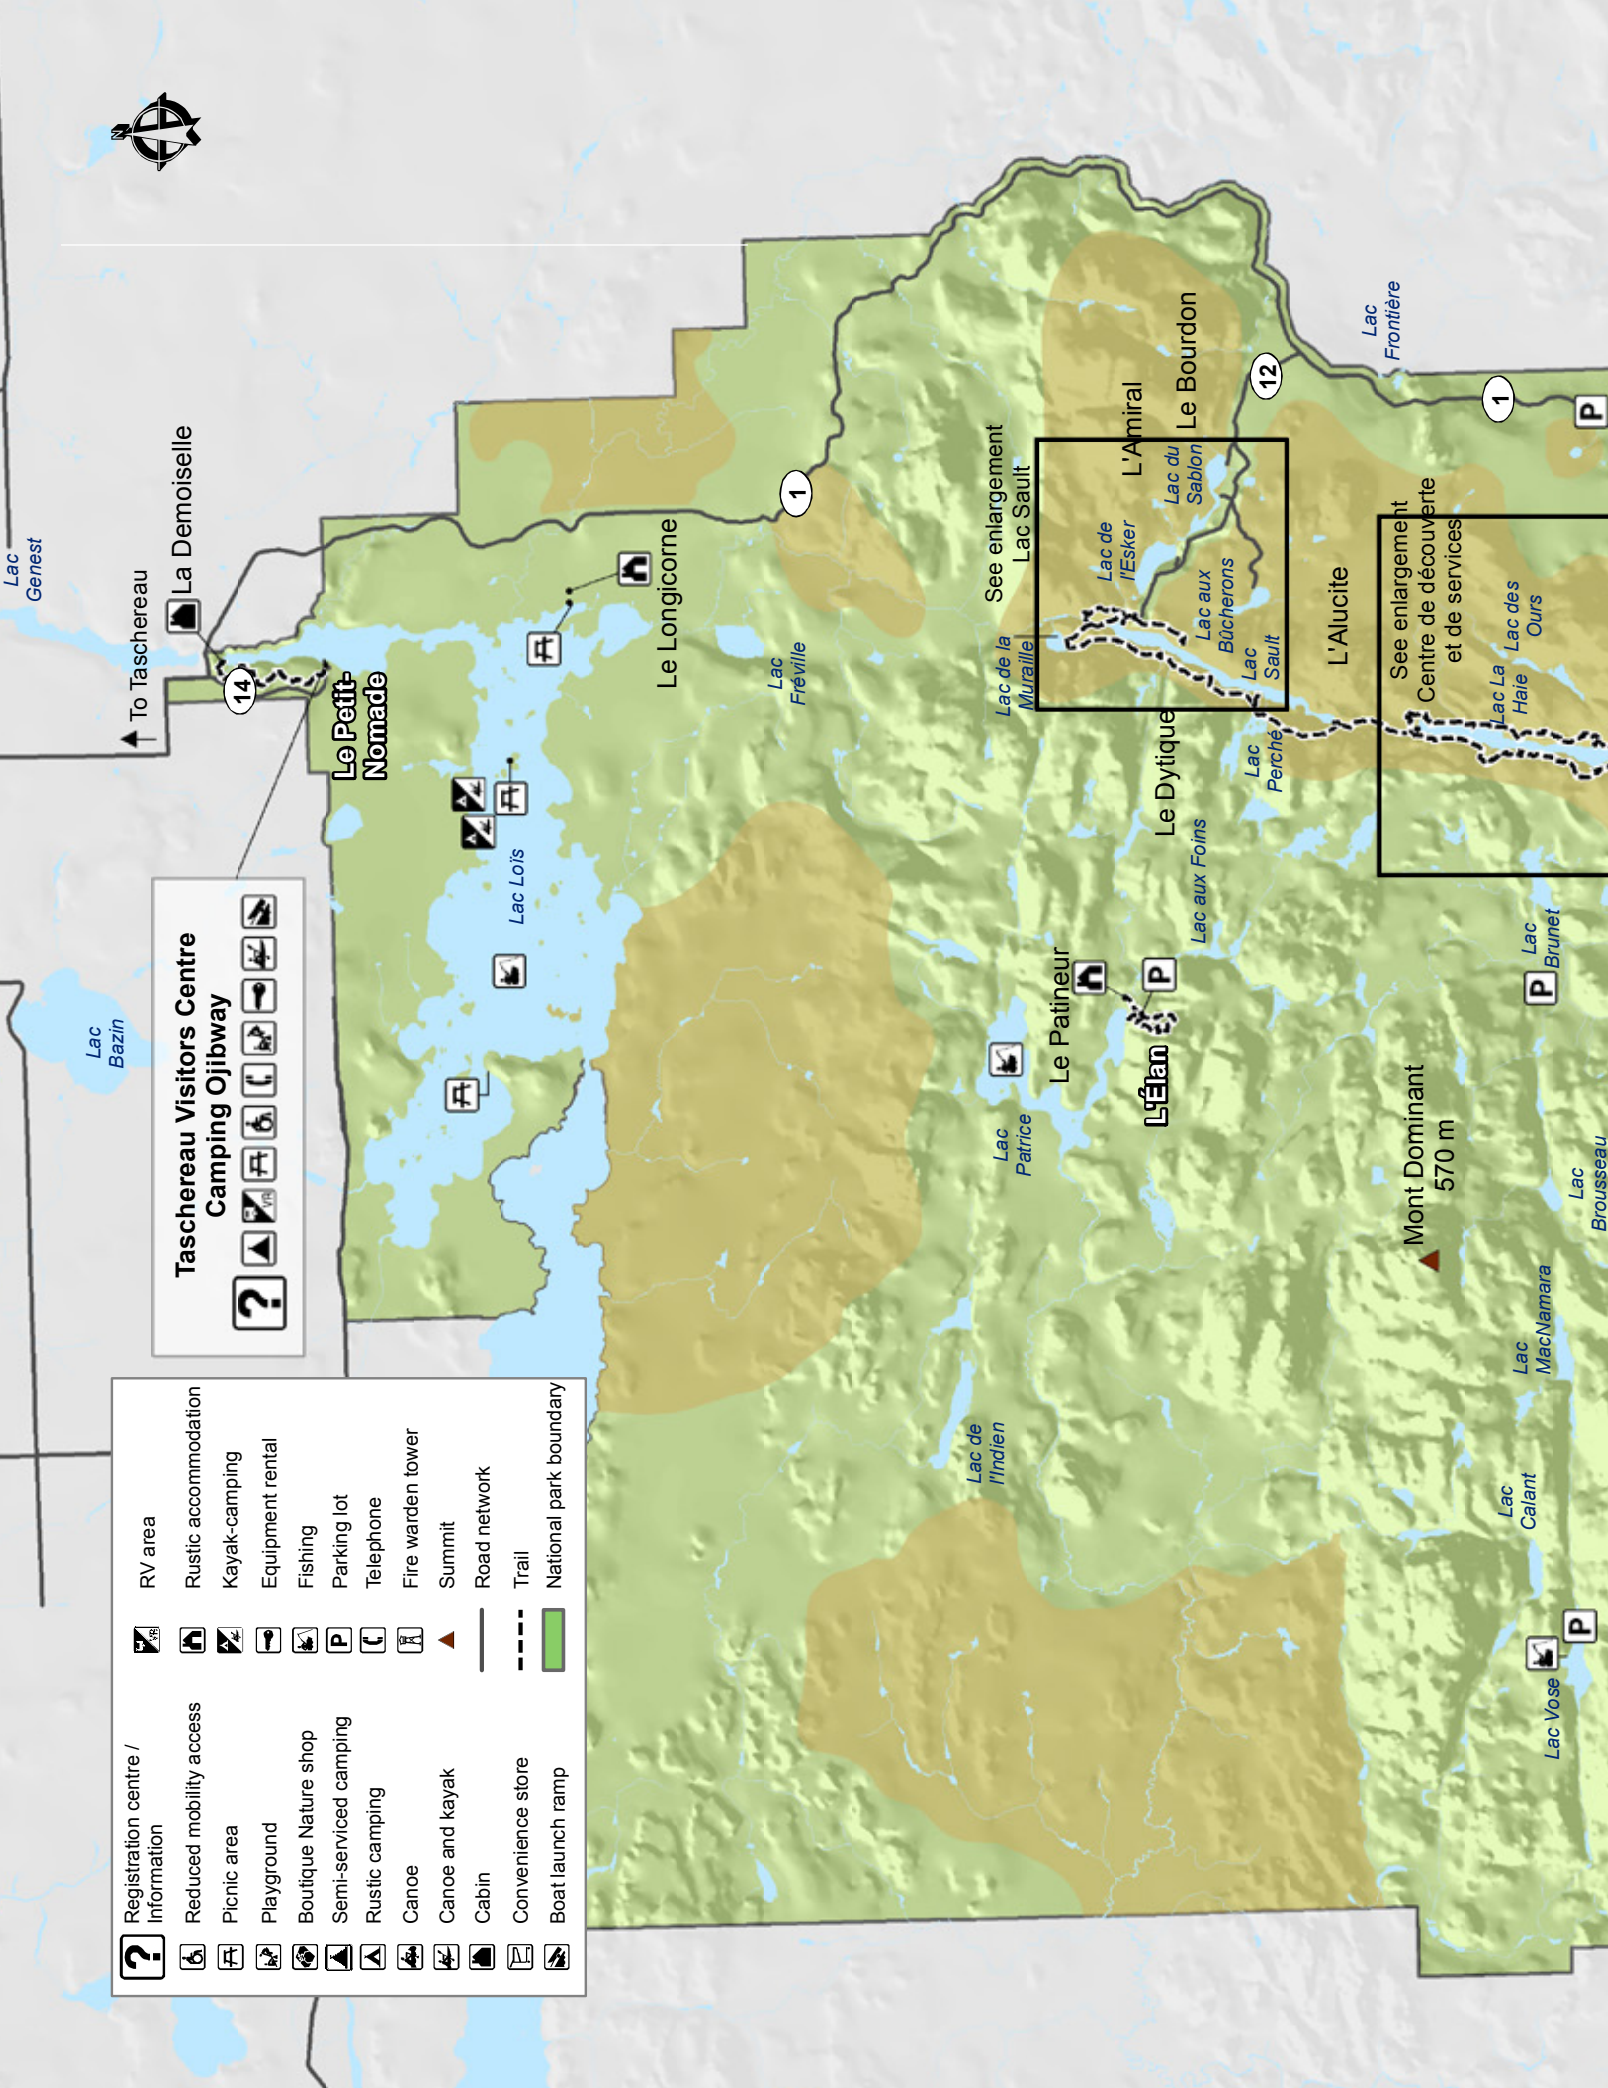 Registration centre /
Information
Reduced mobility access
Picnic area
Playground
Boutique Nature shop
Semi-serviced camping
Rustic camping
Canoe
Canoe and kayak
Cabin
Convenience store
Boat launch ramp
RV area
Rustic accommodation
Kayak-camping
Equipment rental
Fishing
Parking lot
Telephone
Fire warden tower
Summit
Road network
Trail
National park boundary
Taschereau Visitors Centre
Camping Ojibway
Lac
Bazin
Lac
Genest
To Taschereau
La Demoiselle
14
Le Petit-
Nomade
Lac Loïs
Le Longicorne
Lac
Fréville
1
See enlargement
Lac Sault
Lac de la
Muraille
Lac de
l'Esker
L'Amiral
Lac du
Sablon
Le Bourdon
12
Lac aux
Bûcherons
Lac
Sault
Lac
Perché
Le Dytique
Lac aux Foins
L'Alucite
Lac
Frontière
1
P
See enlargement
Centre de découverte
et de services
Lac La
Haie
Lac des
Ours
Le Patineur
P
L'Élan
Lac
Patrice
Lac de
l'Indien
Mont Dominant
570 m
Lac
Brunet
P
Lac
Brousseau
Lac
MacNamara
Lac
Calant
Lac Vose
P
N